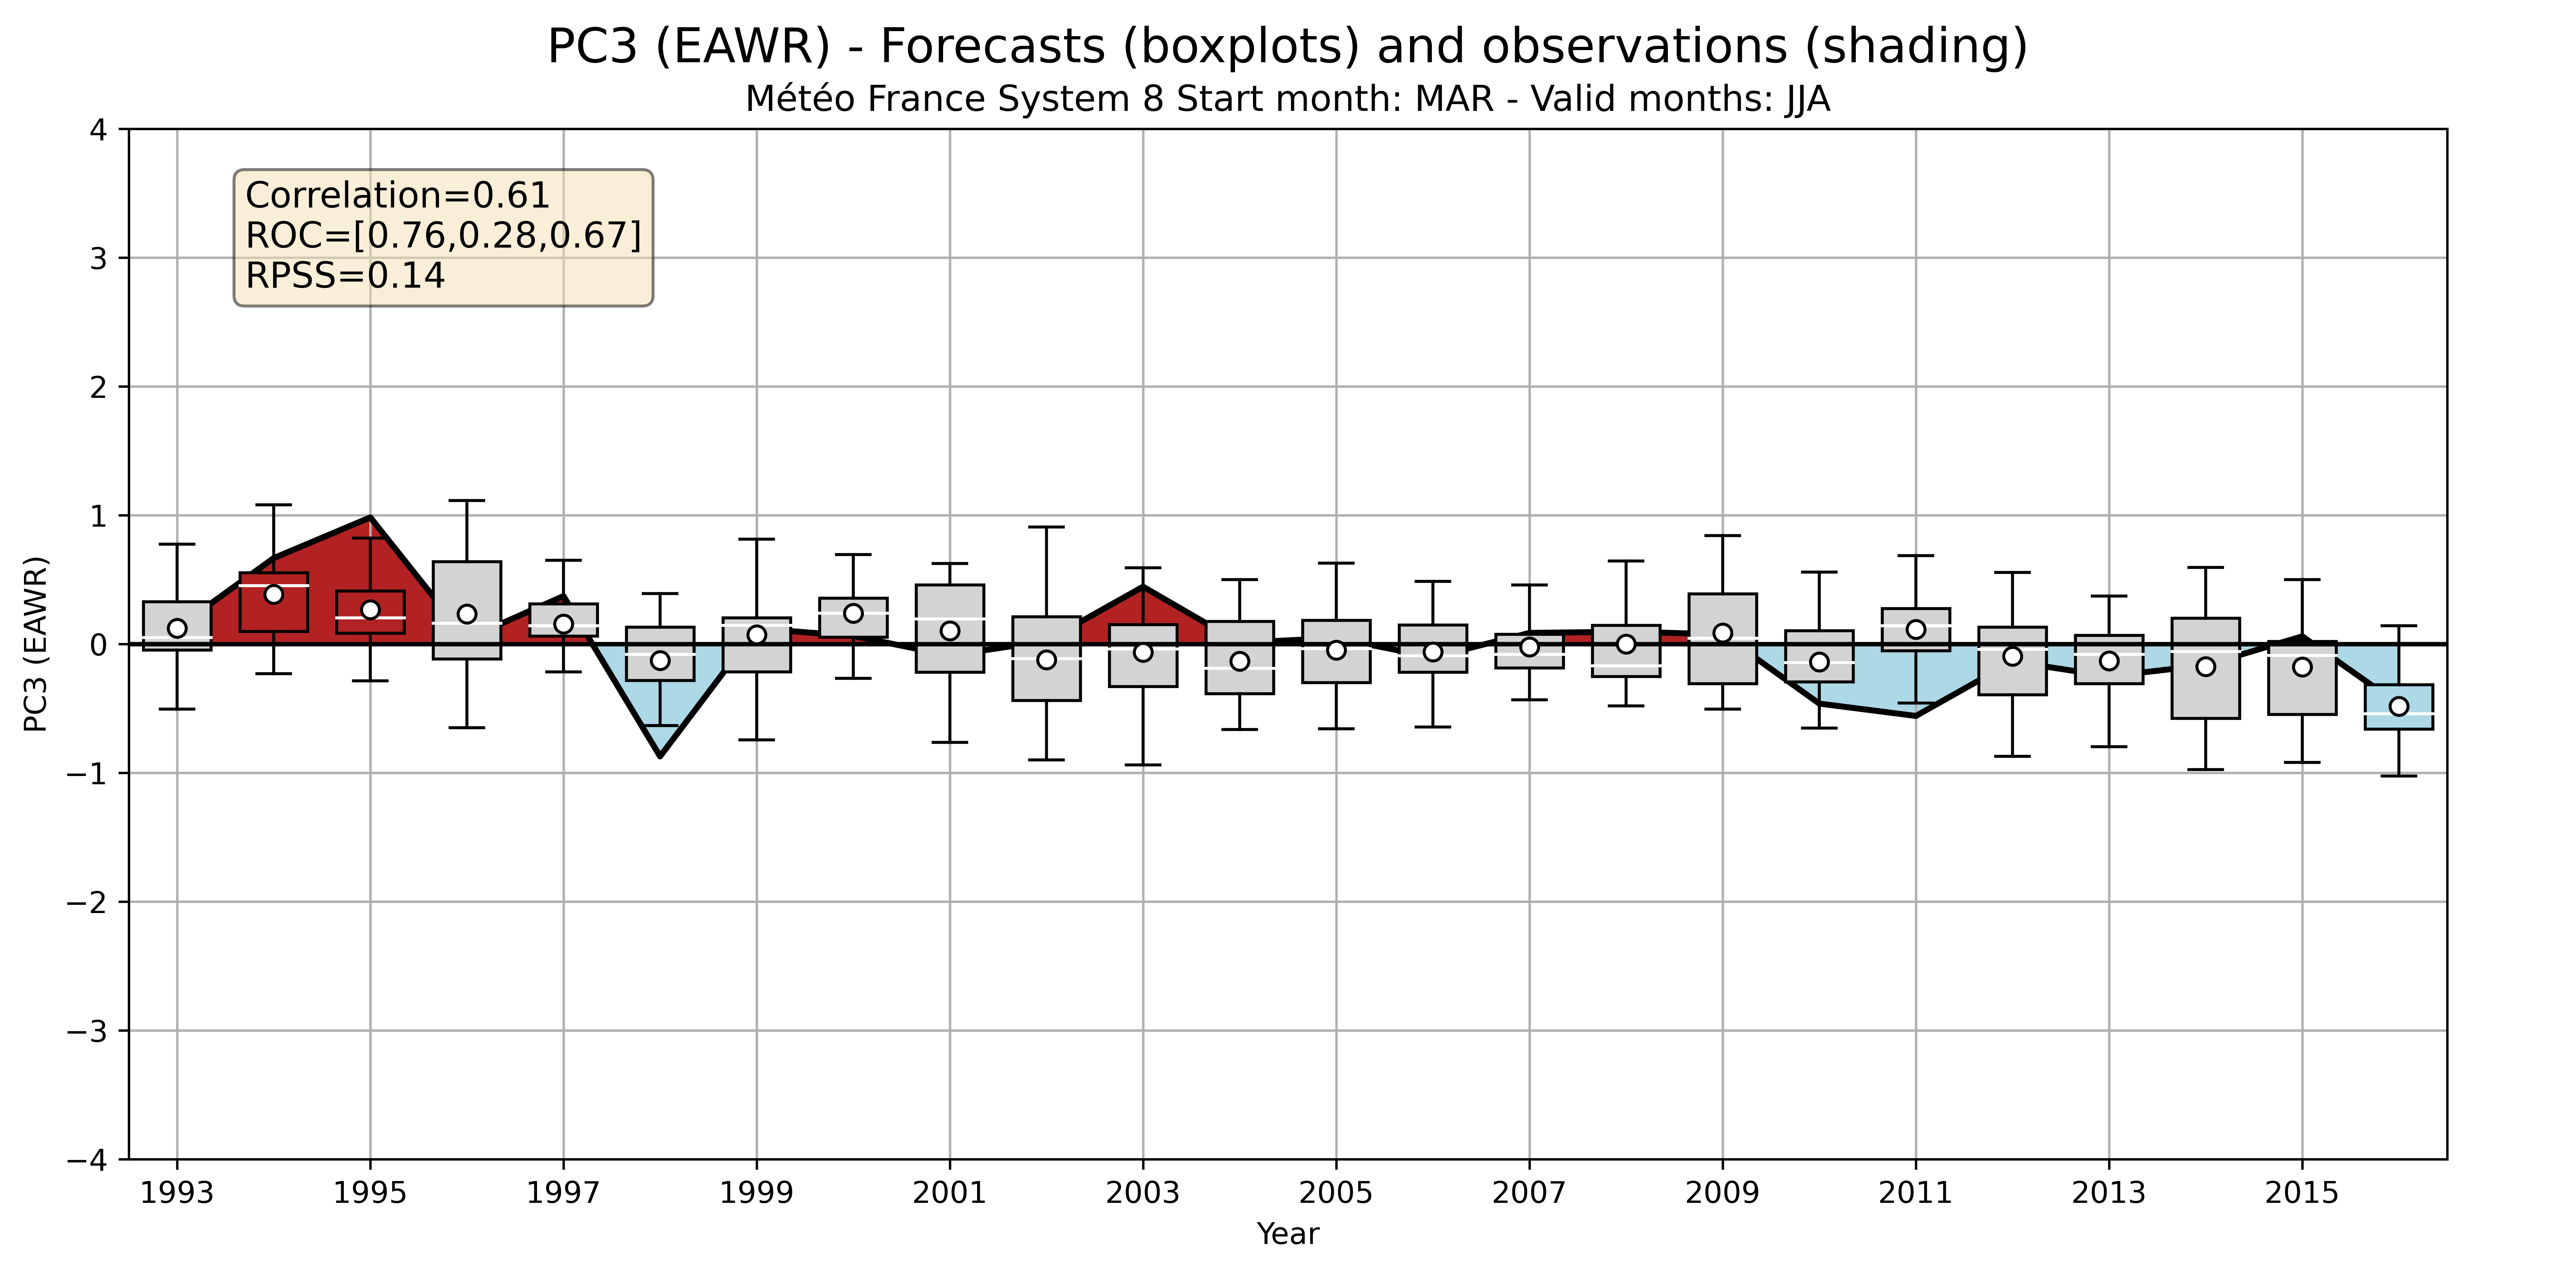 PC3 (EAWR) - Forecasts (boxplots) and observations (shading)
Météo France System 8 Start month: MAR - Valid months: JJA
Correlation=0.61
ROC=[0.76,0.28,0.67]
RPSS=0.14
PC3 (EAWR)
4
3
2
1
0
−1
−2
−3
−4
1993 1995 1997 1999 2001 2003 2005 2007 2009 2011 2013 2015
Year